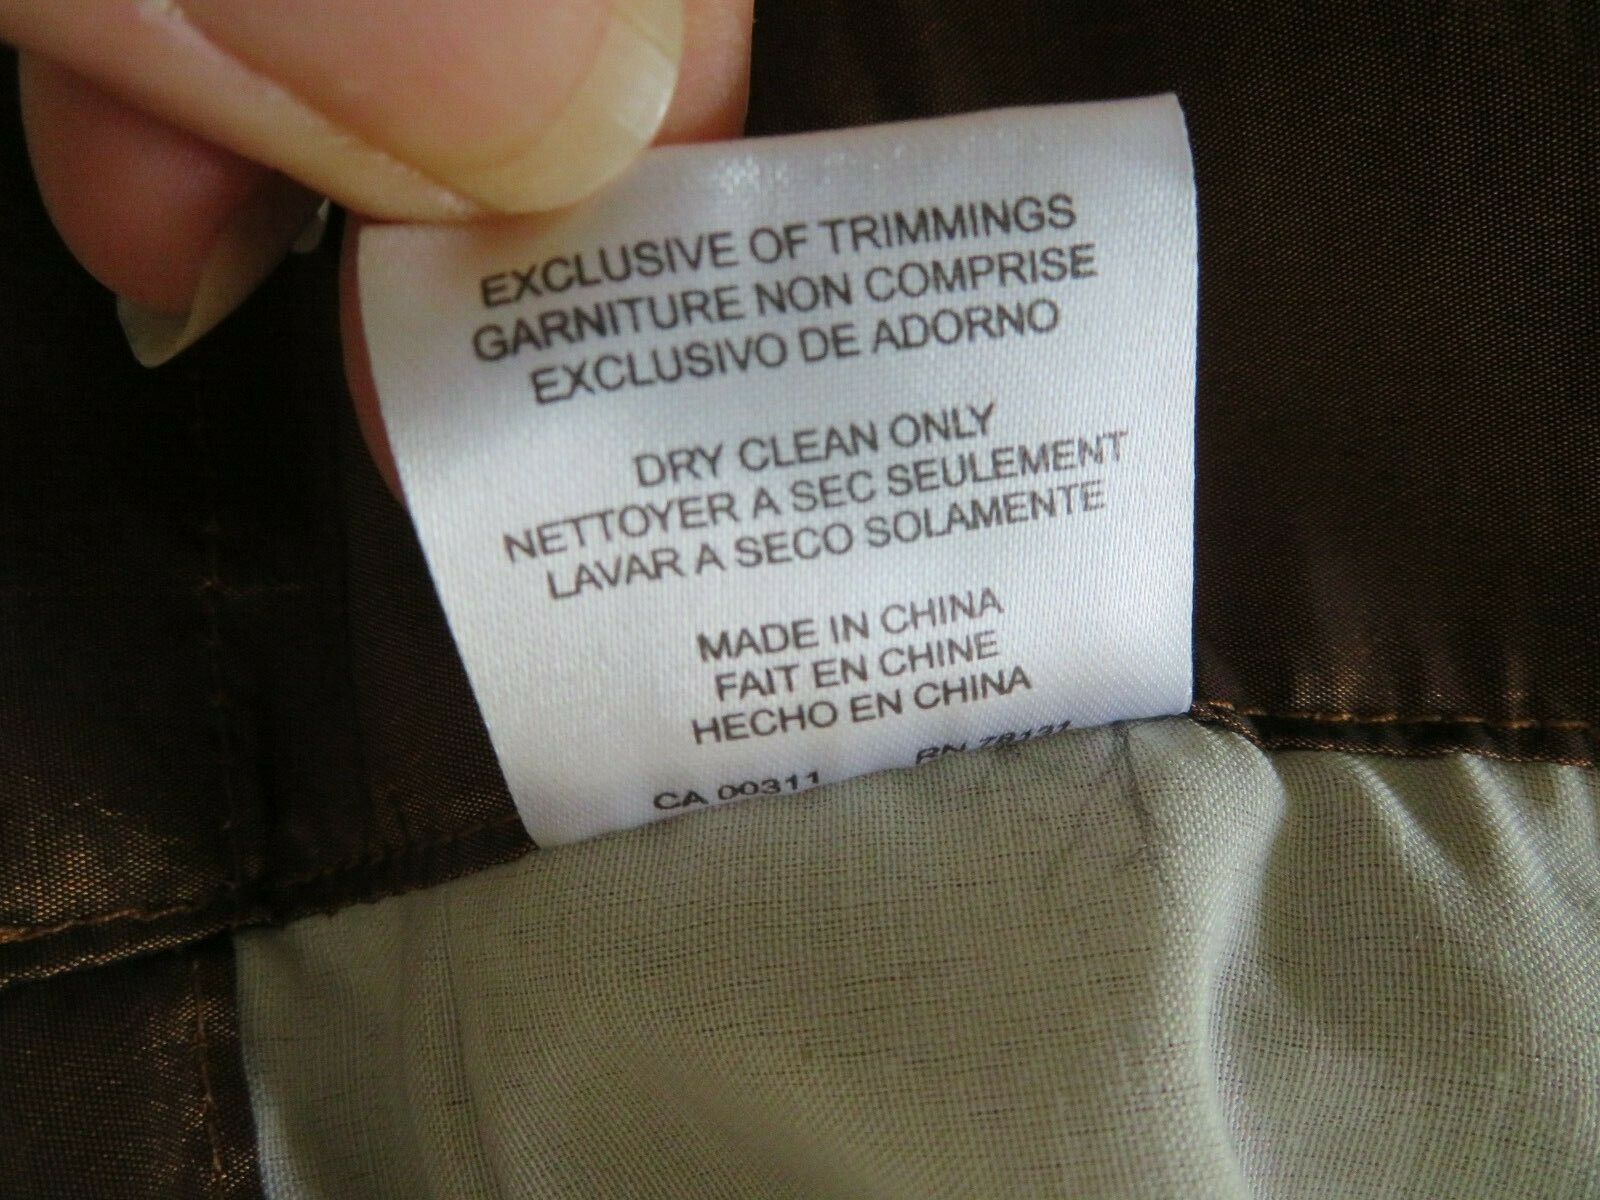 EXCLUSIVE OF TRIMMINGS
GARNITURE NON COMPRISE
EXCLUSIVO DE ADORNO
DRY CLEAN ONLY
NETTOYER A SEC SEULEMENT
LAVAR A SECO SOLAMENTE
MADE IN CHINA
FAIT EN CHINE
HECHO EN CHINA
CA 00311 RN